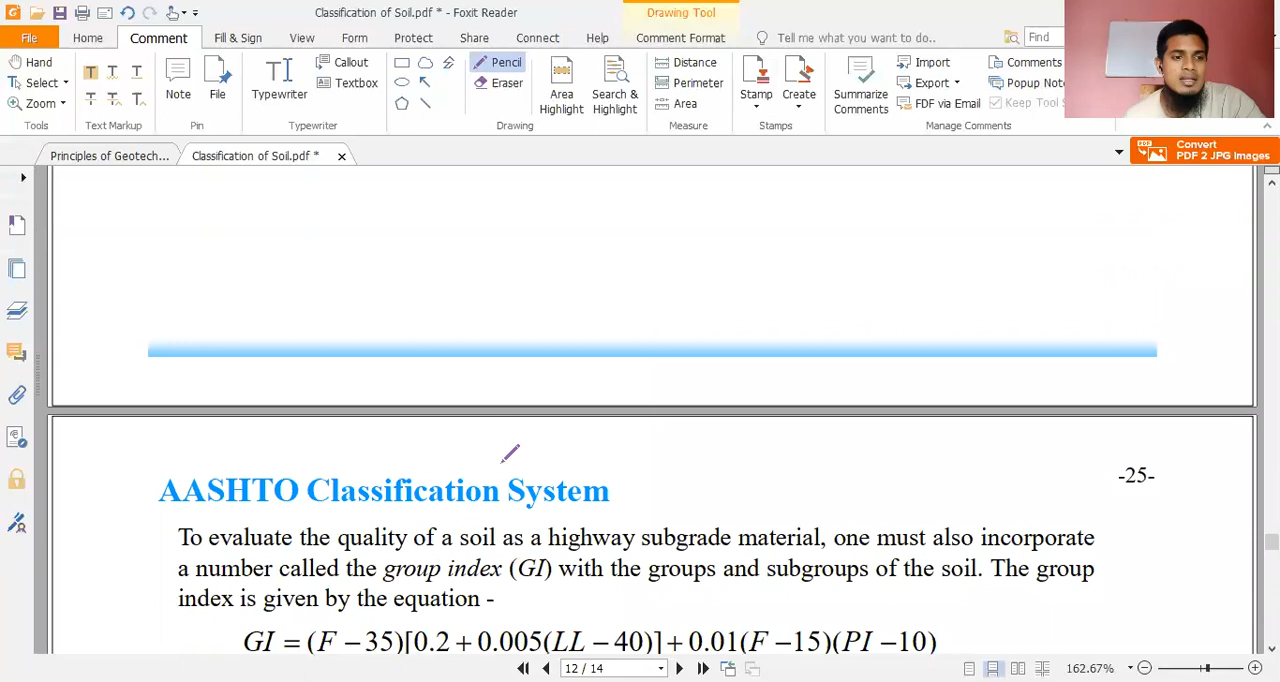 Classification of Soil.pdf * - Foxit Reader
Drawing Tool
File
Home
Comment
Fill & Sign
View
Form
Protect
Share
Connect
Help
Comment Format
Tell me what you want to do..
Find
Hand
Select
Zoom
Tools
Text Markup
Note
File
Pin
Typewriter
Callout
Textbox
Typewriter
Pencil
Eraser
Drawing
Area Highlight
Search & Highlight
Distance
Perimeter
Area
Measure
Stamp
Create
Stamps
Summarize Comments
Import
Export
FDF via Email
Comments
Popup Note
Keep Tool S
Manage Comments
Principles of Geotech...
Classification of Soil.pdf *
Convert
PDF 2 JPG Images
-25-
AASHTO Classification System
To evaluate the quality of a soil as a highway subgrade material, one must also incorporate
a number called the group index (GI) with the groups and subgroups of the soil. The group
index is given by the equation -
GI = (F − 35)[0.2 + 0.005(LL − 40)] + 0.01(F − 15)(PI − 10)
12 / 14
162.67%